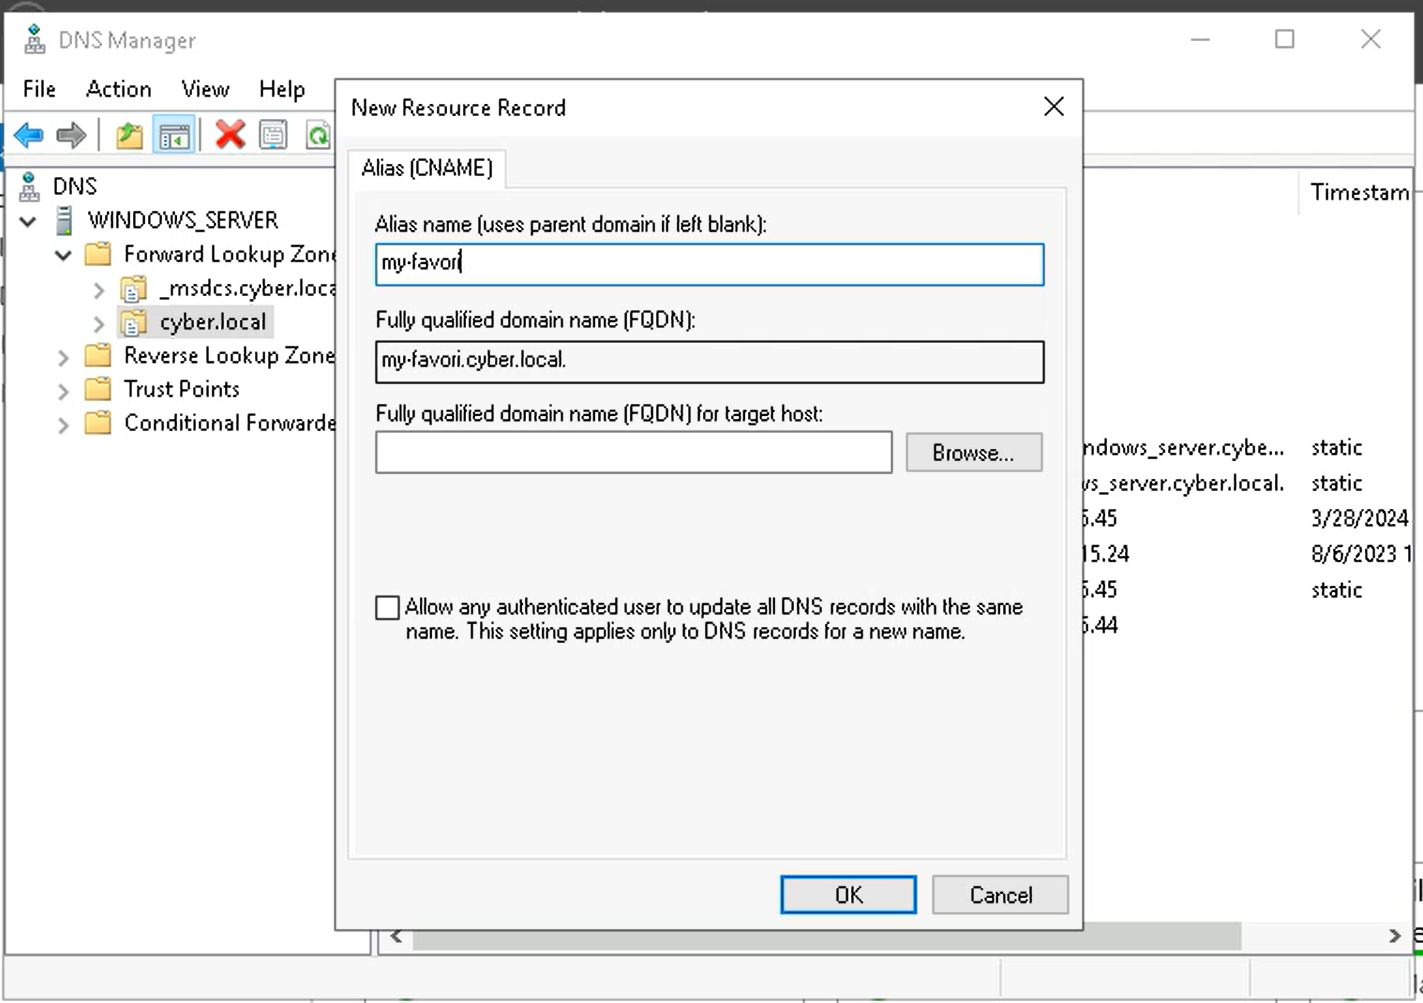 DNS Manager
File Action View Help
New Resource Record
Alias (CNAME)
DNS
WINDOWS_SERVER
Forward Lookup Zone
_msdcs.cyber.loca
cyber.local
Reverse Lookup Zone
Trust Points
Conditional Forwarde
Alias name (uses parent domain if left blank):
my-favori
Fully qualified domain name (FQDN):
my-favori.cyber.local.
Fully qualified domain name (FQDN) for target host:
Browse...
Allow any authenticated user to update all DNS records with the same
name. This setting applies only to DNS records for a new name.
OK Cancel
Timestam
ndows_server.cybe... static
vs_server.cyber.local. static
5.45 3/28/2024
15.24 8/6/2023 1
5.45 static
5.44